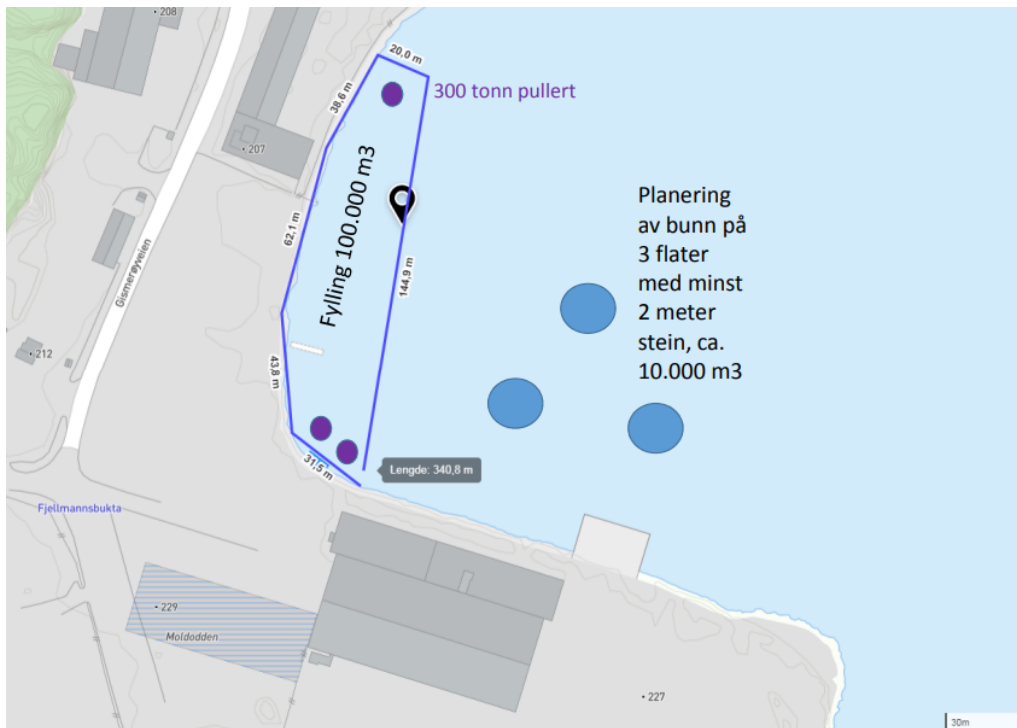 208
20,0 m
300 tonn pullert
38,6 m
207
Fylling 100.000 m3
62,1 m
144,9 m
Gismerøyveien
Planering
av bunn på
3 flater
med minst
2 meter
stein, ca.
10.000 m3
212
43,8 m
31,5 m
Lengde: 340,8 m
Fjellmannsbukta
229
Moldodden
227
30m